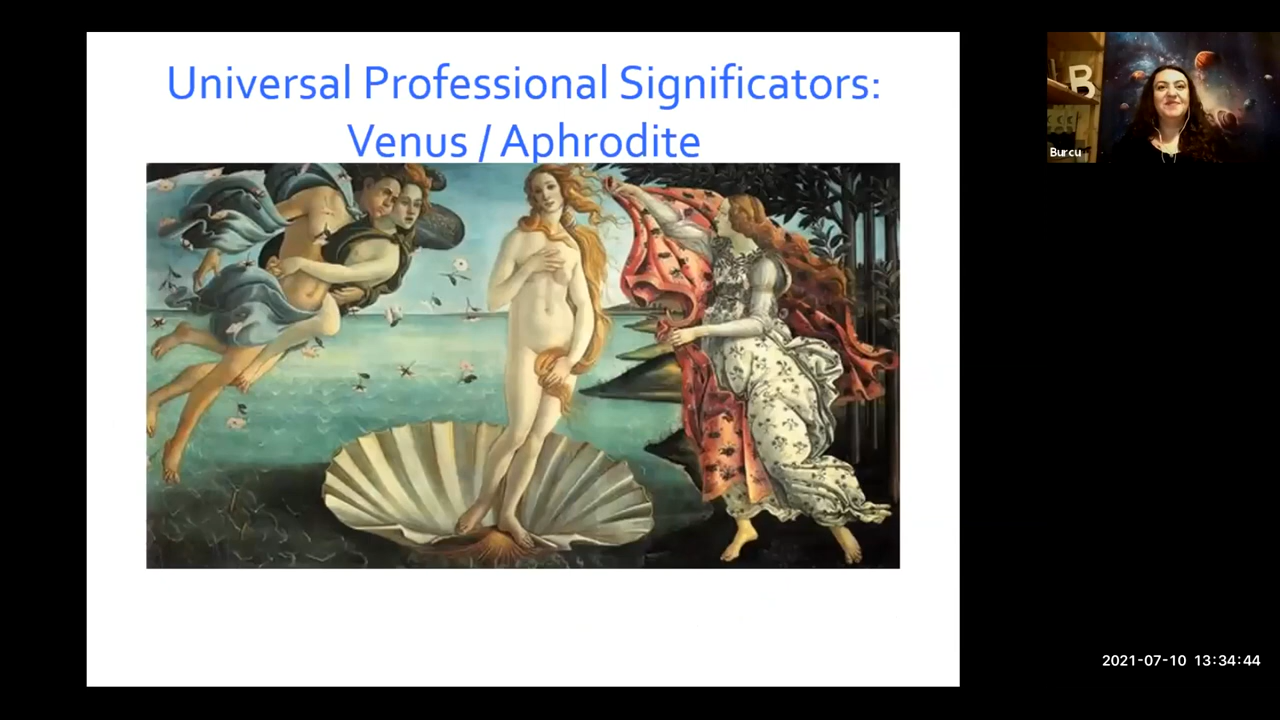 Universal Professional Significators:
Venus / Aphrodite
B
Burcu
2021-07-10 13:34:44